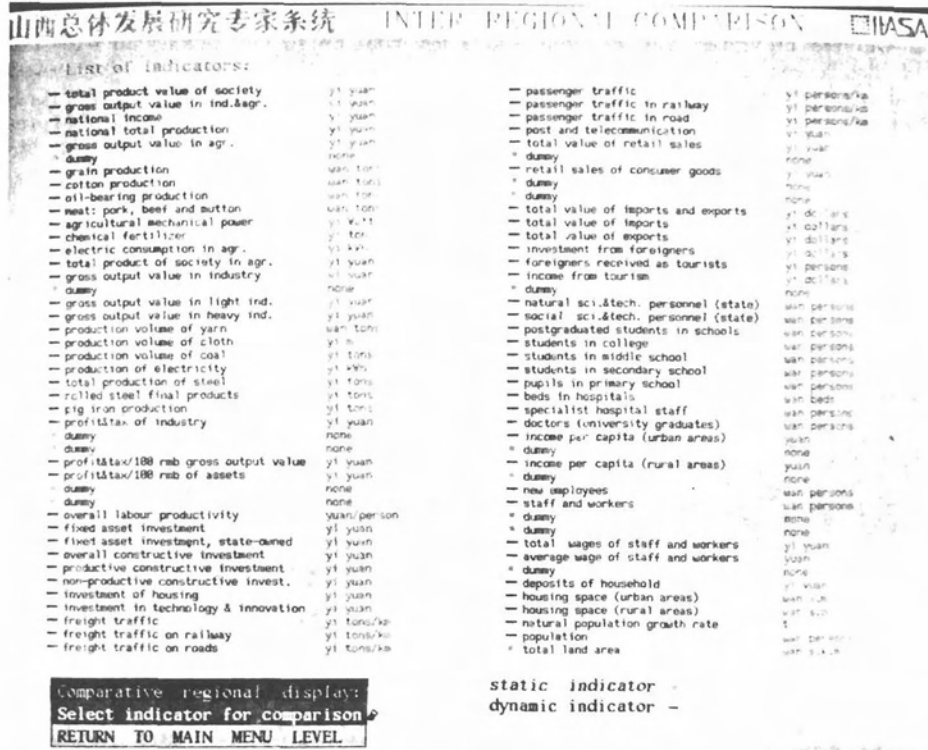 山西总体发展研究专家系统 INTER REGIONAL COMPARISON IIASA
List of indicators:
— total product value of society yi yuan
— gross output value in ind.&agr. yi yuan
— national income yi yuan
— national total production yi yuan
— gross output value in agr. yi yuan
* dummy none
— grain production wan tons
— cotton production wan tons
— oil-bearing production wan tons
— meat: pork, beef and mutton wan tons
— agricultural mechanical power yi
— chemical fertilizer yi tons
— electric consumption in agr. yi kWh
— total product of society in agr. yi yuan
— gross output value in industry yi yuan
* dummy none
— gross output value in light ind. yi yuan
— gross output value in heavy ind. yi yuan
— production volume of yarn wan tons
— production volume of cloth yi m
— production volume of coal yi tons
— production of electricity yi kWh
— total production of steel yi tons
— rolled steel final products yi tons
— pig iron production yi tons
— profit&tax of industry yi yuan
* dummy none
* dummy none
— profit&tax/100 rmb gross output value yi yuan
— profit&tax/100 rmb of assets yi yuan
* dummy none
* dummy none
— overall labour productivity yuan/person
— fixed asset investment yi yuan
— fixed asset investment, state-owned yi yuan
— overall constructive investment yi yuan
— productive constructive investment yi yuan
— non-productive constructive invest. yi yuan
— investment of housing yi yuan
— investment in technology & innovation yi yuan
— freight traffic yi tons/km
— freight traffic on railway yi tons/km
— freight traffic on roads yi tons/km
— passenger traffic yi persons/km
— passenger traffic in railway yi persons/km
— passenger traffic in road yi persons/km
— post and telecommunication yi yuan
— total value of retail sales yi yuan
* dummy none
— retail sales of consumer goods yi yuan
* dummy none
* dummy none
— total value of imports and exports yi dollars
— total value of imports yi dollars
— total value of exports yi dollars
— investment from foreigners yi dollars
— foreigners received as tourists yi persons
— income from tourism yi dollars
* dummy none
— natural sci.&tech. personnel (state) wan persons
— social sci.&tech. personnel (state) wan persons
— postgraduated students in schools wan persons
— students in college wan persons
— students in middle school wan persons
— students in secondary school wan persons
— pupils in primary school wan persons
— beds in hospitals wan beds
— specialist hospital staff wan persons
— doctors (university graduates) wan persons
— income per capita (urban areas) yuan
* dummy none
— income per capita (rural areas) yuan
* dummy none
— new employees wan persons
— staff and workers wan persons
* dummy none
* dummy none
— total wages of staff and workers yi yuan
— average wage of staff and workers yuan
* dummy none
— deposits of household yi yuan
— housing space (urban areas) wan s.m
— housing space (rural areas) wan s.m
— natural population growth rate
— population wan persons
* total land area wan s.k.m
Comparative regional display:
Select indicator for comparison
RETURN TO MAIN MENU LEVEL
static indicator
dynamic indicator –